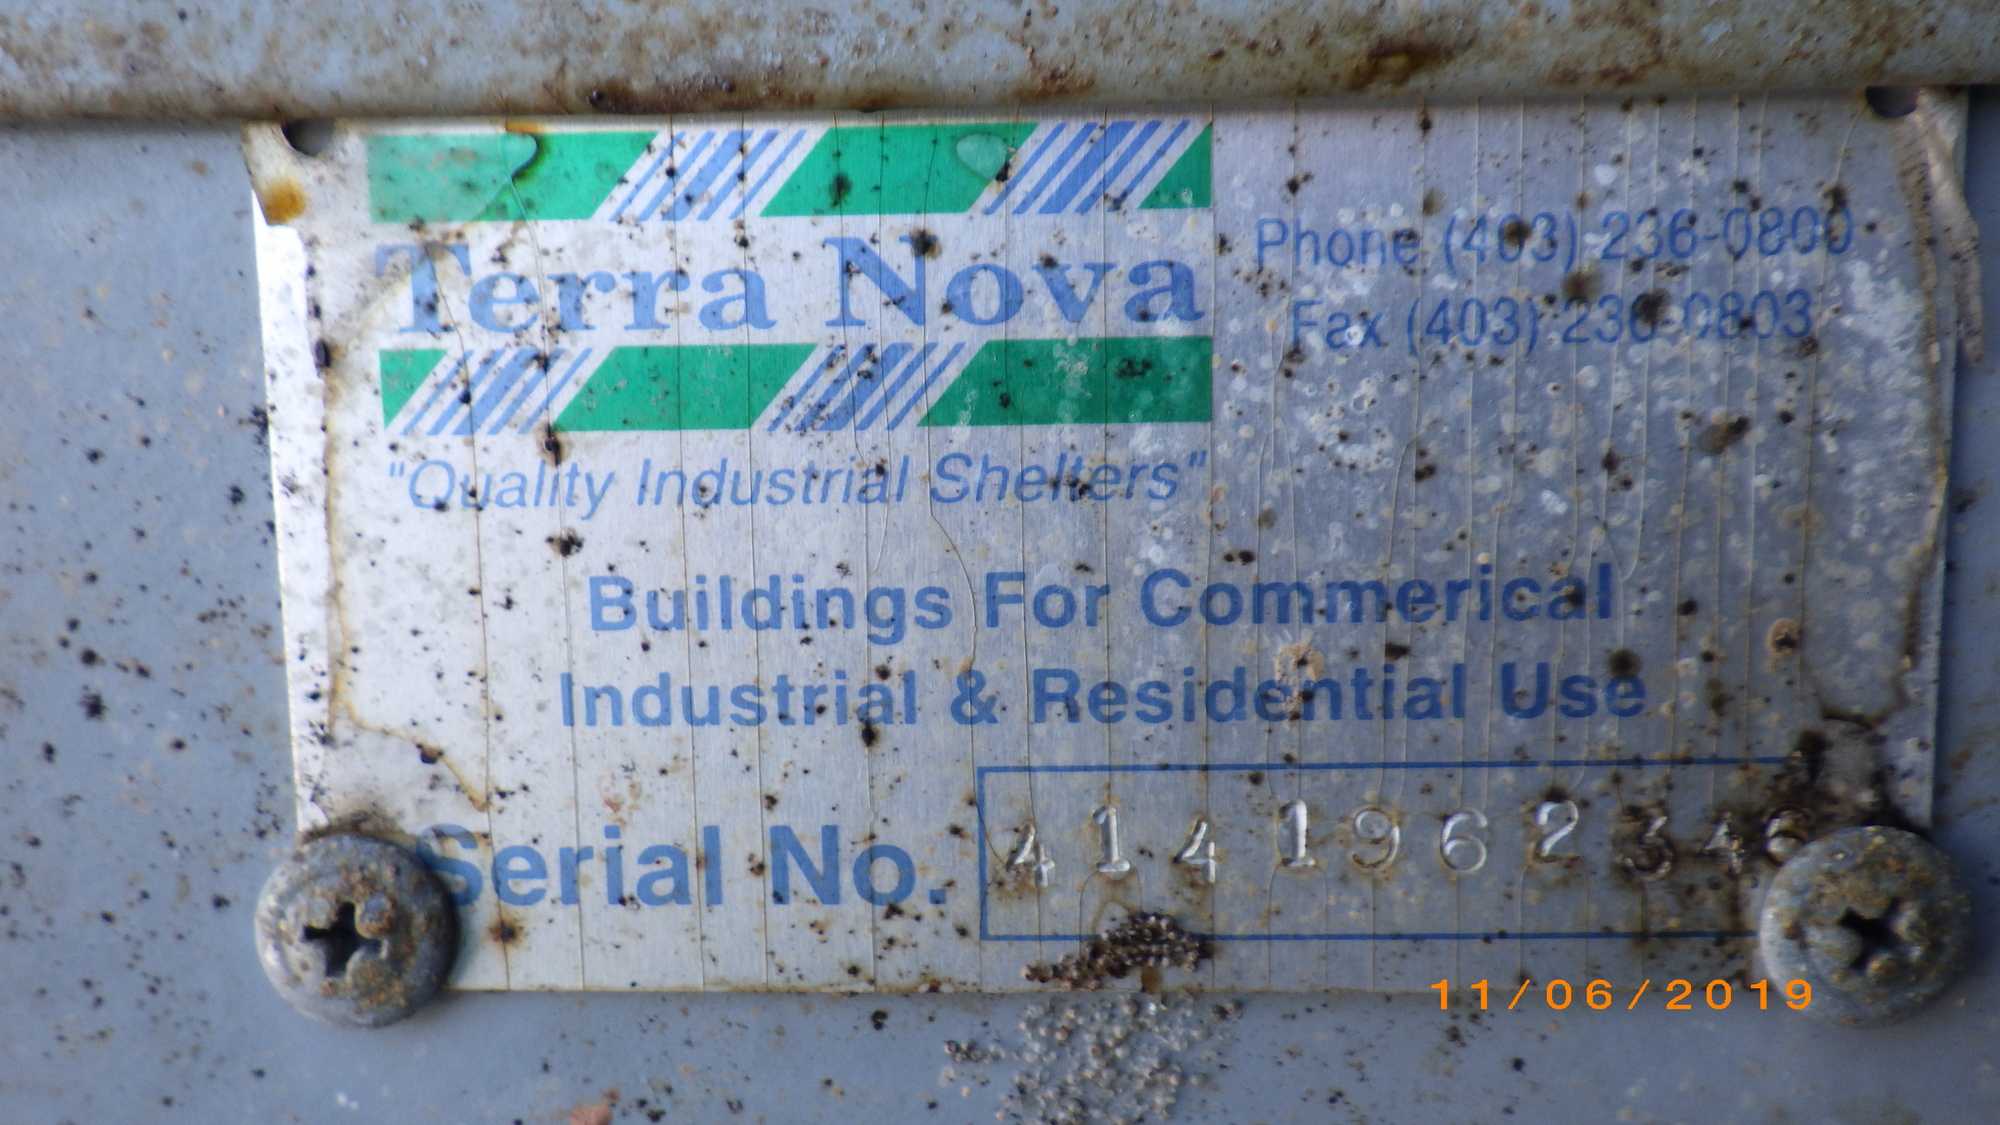 Terra Nova
"Quality Industrial Shelters"
Phone (403) 236-0800
Fax (403) 236-0803
Buildings For Commerical
Industrial & Residential Use
Serial No.
11/06/2019